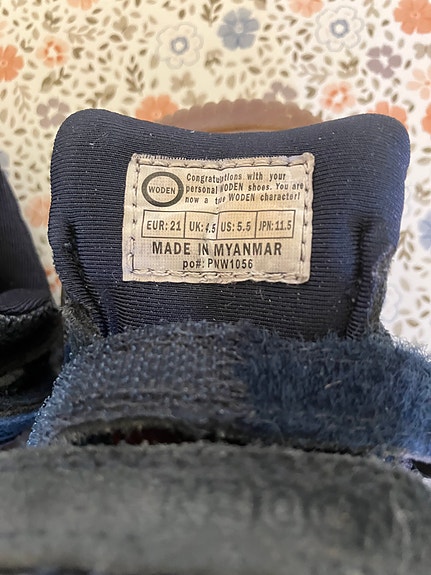 WODEN
Congratulations with your
personal WODEN shoes. You are
now a true WODEN character!
EUR: 21 UK: 4.5 US: 5.5 JPN: 11.5
MADE IN MYANMAR
po#: PNW1056